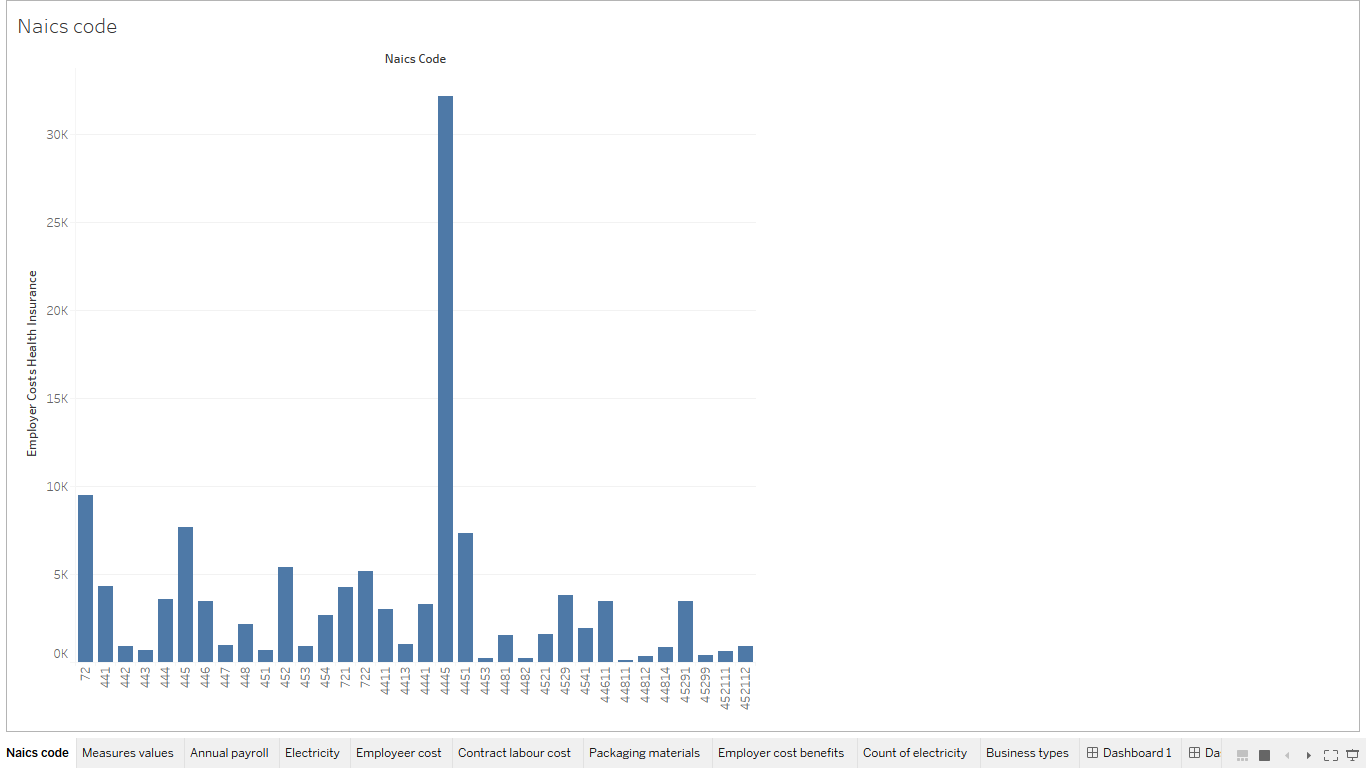 Naics code
Naics Code
Employer Costs Health Insurance
30K
25K
20K
15K
10K
5K
0K
72 441 442 443 444 445 446 447 448 451 452 453 454 721 722 4411 4413 4441 4445 4451 4453 4481 4482 4521 4529 4541 44611 44811 44812 44814 45291 45299 452111 452112
Naics code Measures values Annual payroll Electricity Employeer cost Contract labour cost Packaging materials Employer cost benefits Count of electricity Business types Dashboard 1 Da